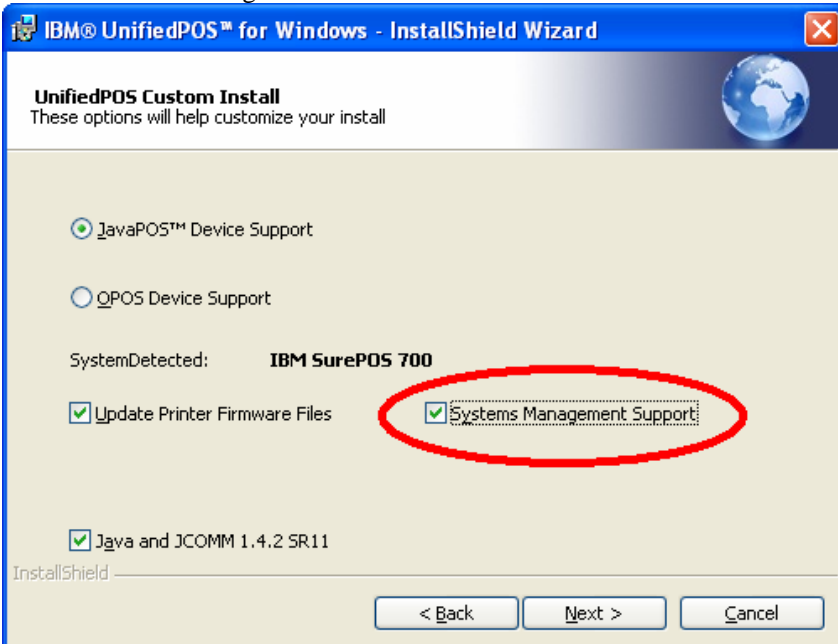 IBM® UnifiedPOS™ for Windows - InstallShield Wizard
UnifiedPOS Custom Install
These options will help customize your install
JavaPOS™ Device Support
OPOS Device Support
SystemDetected: IBM SurePOS 700
Update Printer Firmware Files Systems Management Support
Java and JCOMM 1.4.2 SR11
InstallShield
< Back Next > Cancel